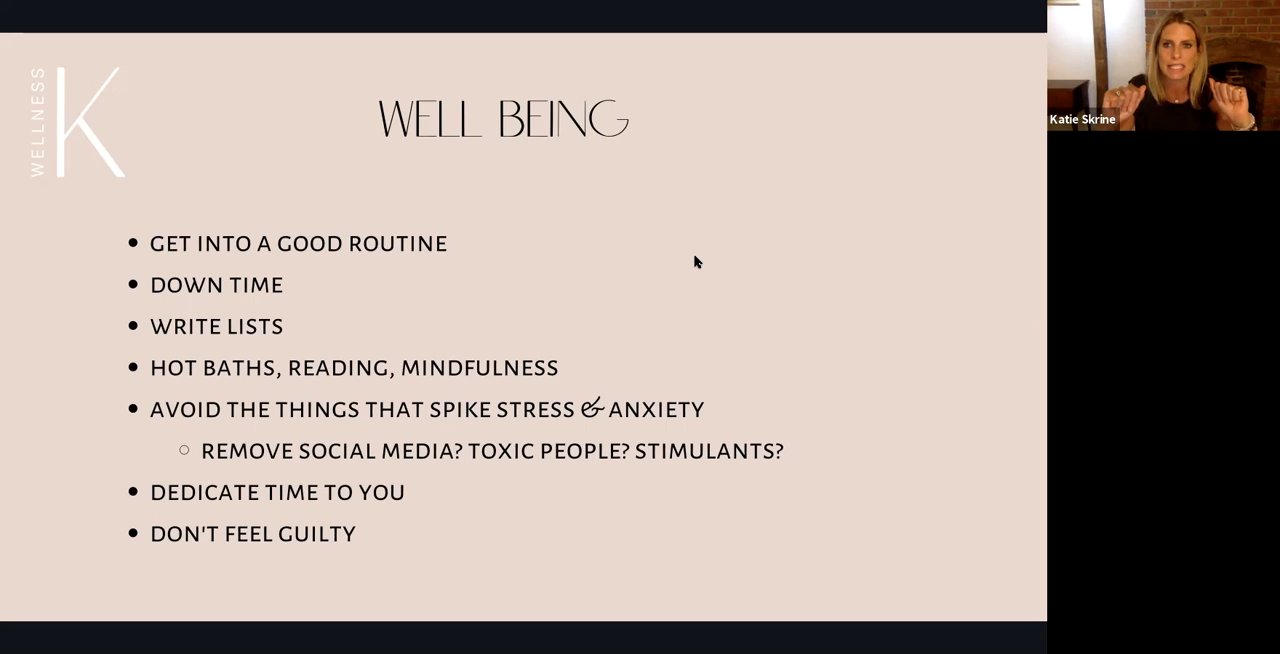 WELLNESS
K
WELL BEING
Katie Skrine
• GET INTO A GOOD ROUTINE
• DOWN TIME
• WRITE LISTS
• HOT BATHS, READING, MINDFULNESS
• AVOID THE THINGS THAT SPIKE STRESS & ANXIETY
○ REMOVE SOCIAL MEDIA? TOXIC PEOPLE? STIMULANTS?
• DEDICATE TIME TO YOU
• DON'T FEEL GUILTY